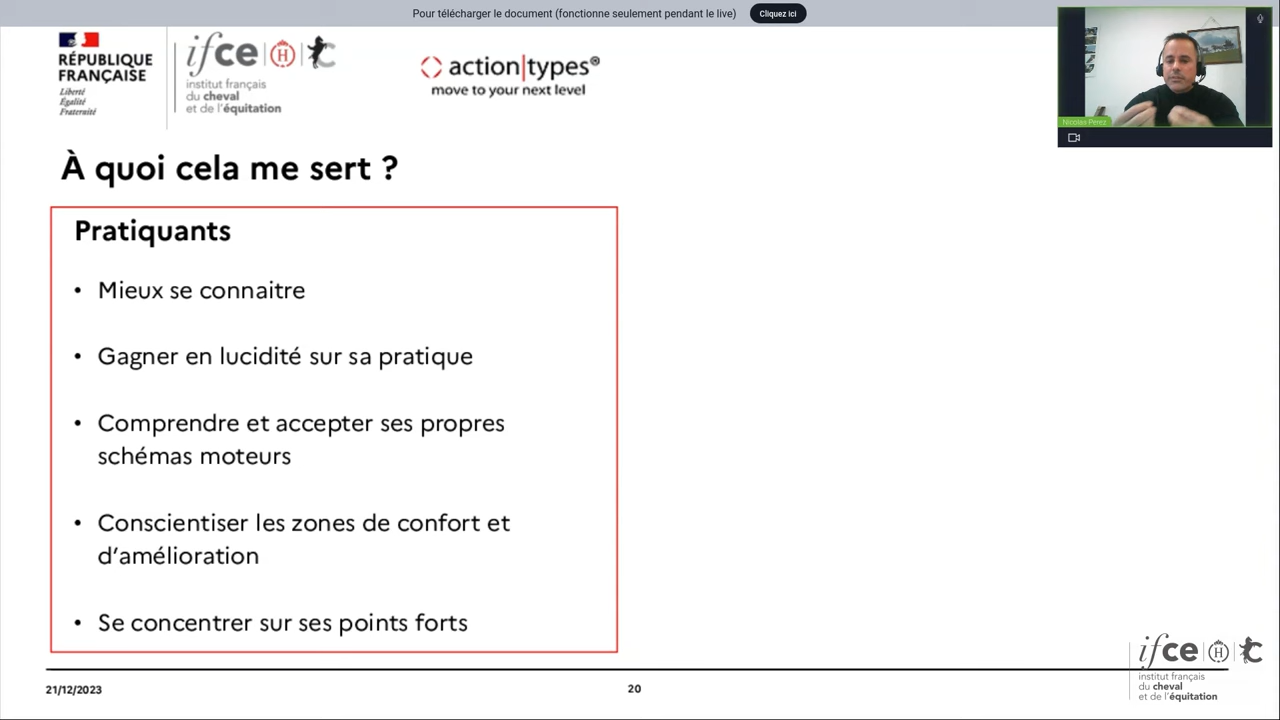 Pour télécharger le document (fonctionne seulement pendant le live)
Cliquez ici
RÉPUBLIQUE
FRANÇAISE
Liberté
Égalité
Fraternité
ifce
institut français
du cheval
et de l'équitation
action|types®
move to your next level
Nicolas Perez
À quoi cela me sert ?
Pratiquants
• Mieux se connaitre
• Gagner en lucidité sur sa pratique
• Comprendre et accepter ses propres
schémas moteurs
• Conscientiser les zones de confort et
d'amélioration
• Se concentrer sur ses points forts
21/12/2023
20
ifce
institut français
du cheval
et de l'équitation